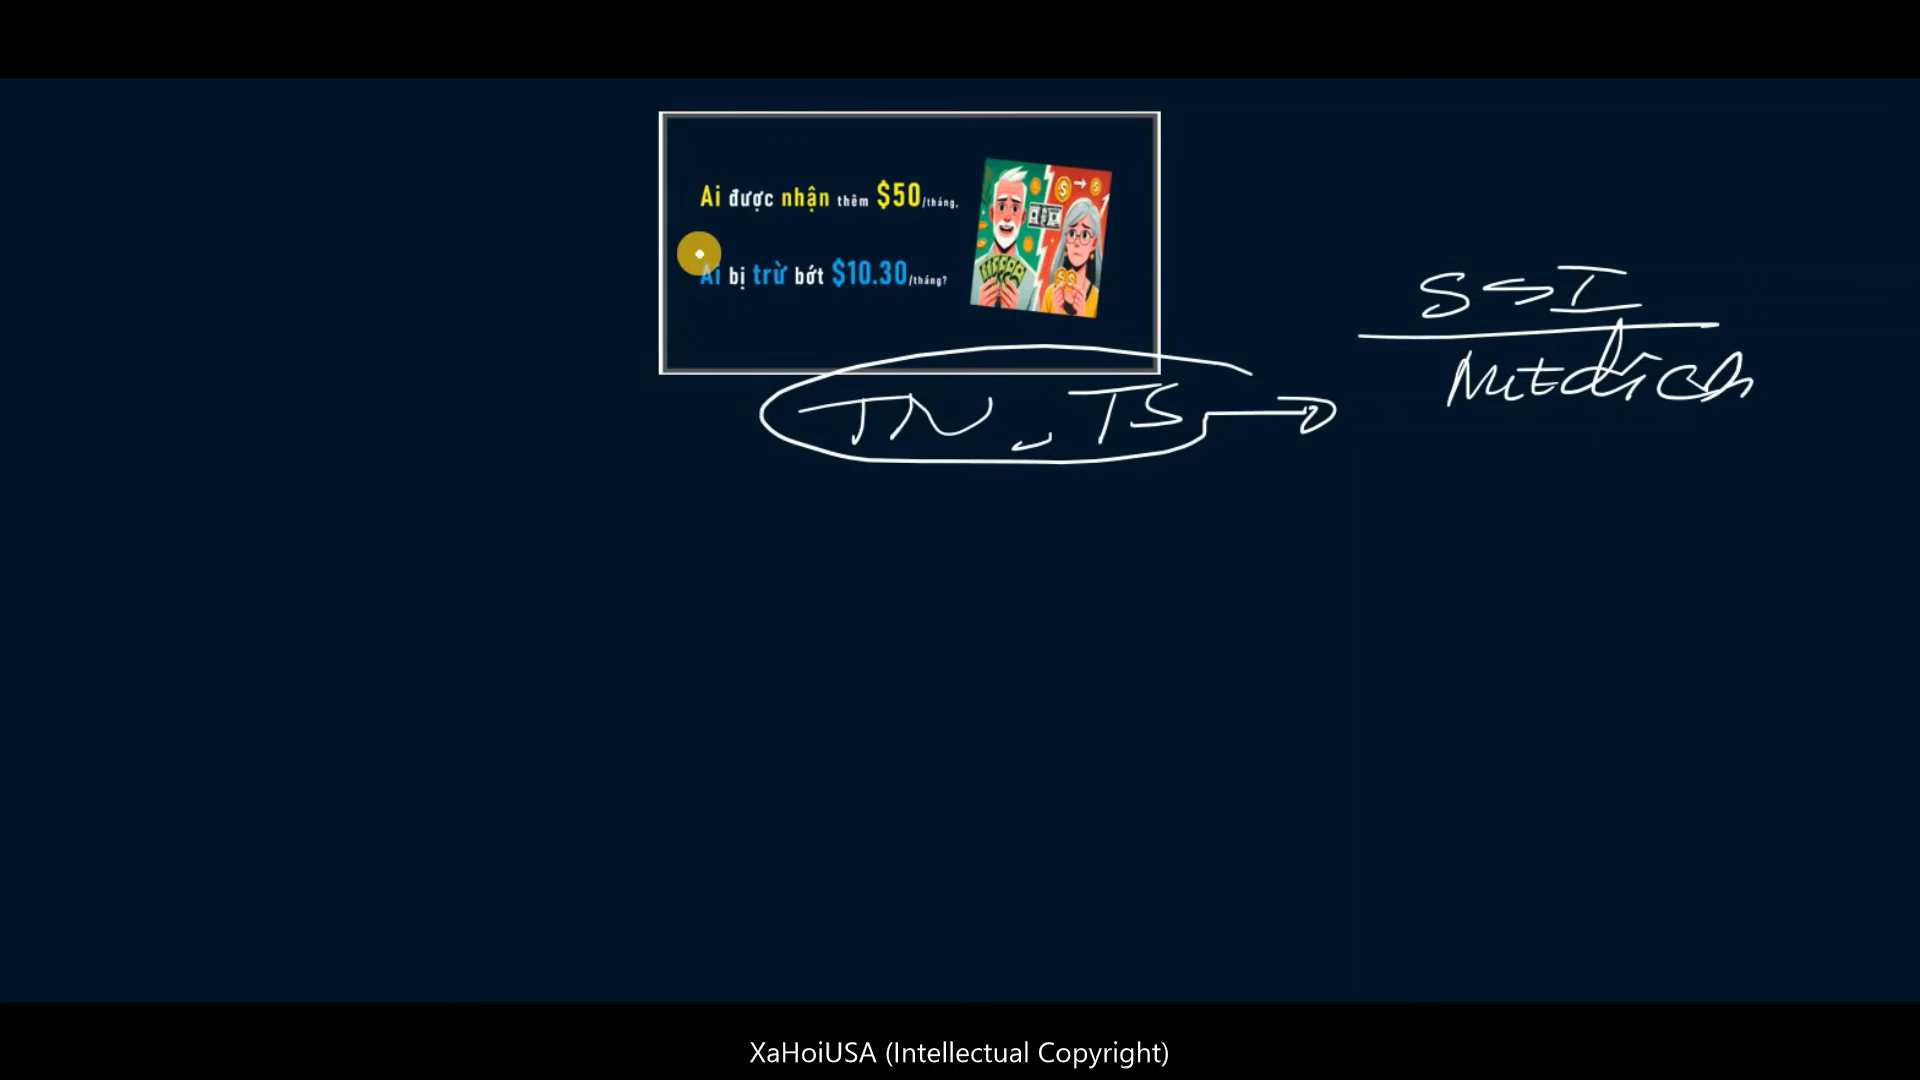 Ai được nhận thêm $50/tháng.
Ai bị trừ bớt $10.30/tháng?
SSI
TN, TS
XaHoiUSA (Intellectual Copyright)